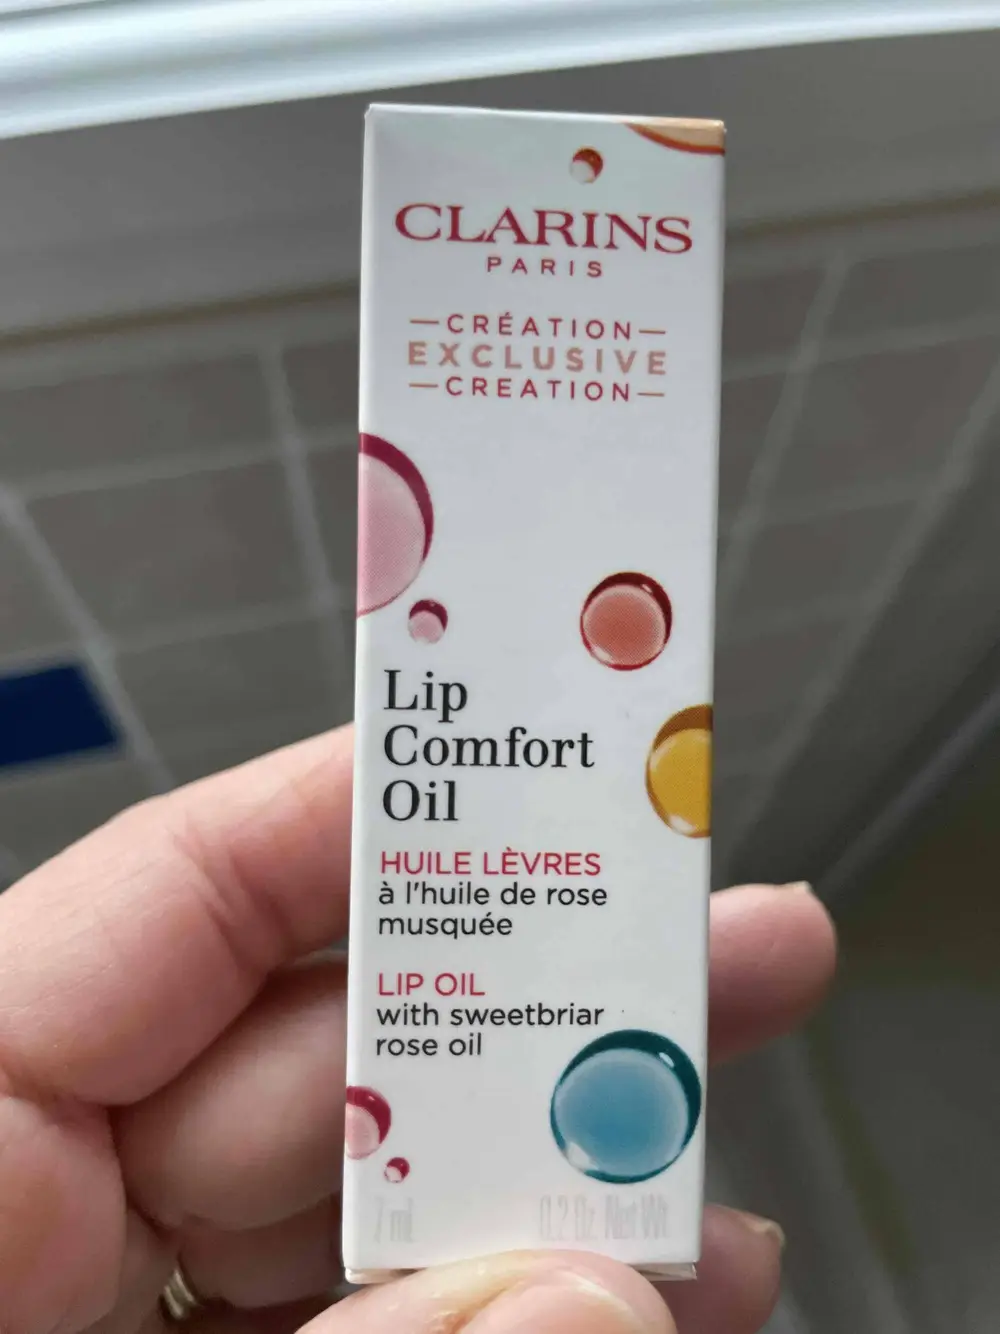 CLARINS
PARIS
—CRÉATION—
EXCLUSIVE
—CREATION—
Lip
Comfort
Oil
HUILE LÈVRES
à l'huile de rose
musquée
LIP OIL
with sweetbriar
rose oil
7 ml 0.2 Oz Net Wt.